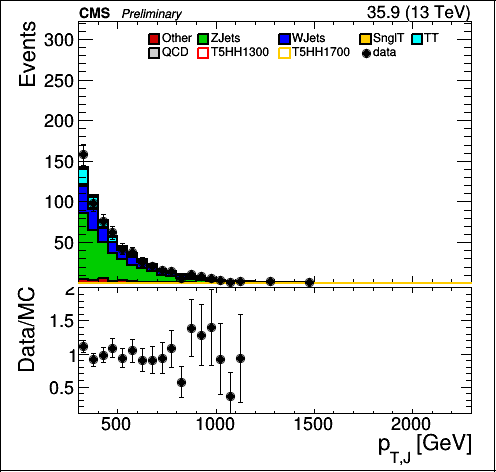 CMS Preliminary 35.9 (13 TeV)
Events
Other ZJets WJets SnglT TT
QCD T5HH1300 T5HH1700 data
300
250
200
150
100
50
Data/MC
2
1.5
1
0.5
500 1000 1500 2000
p_T,J [GeV]